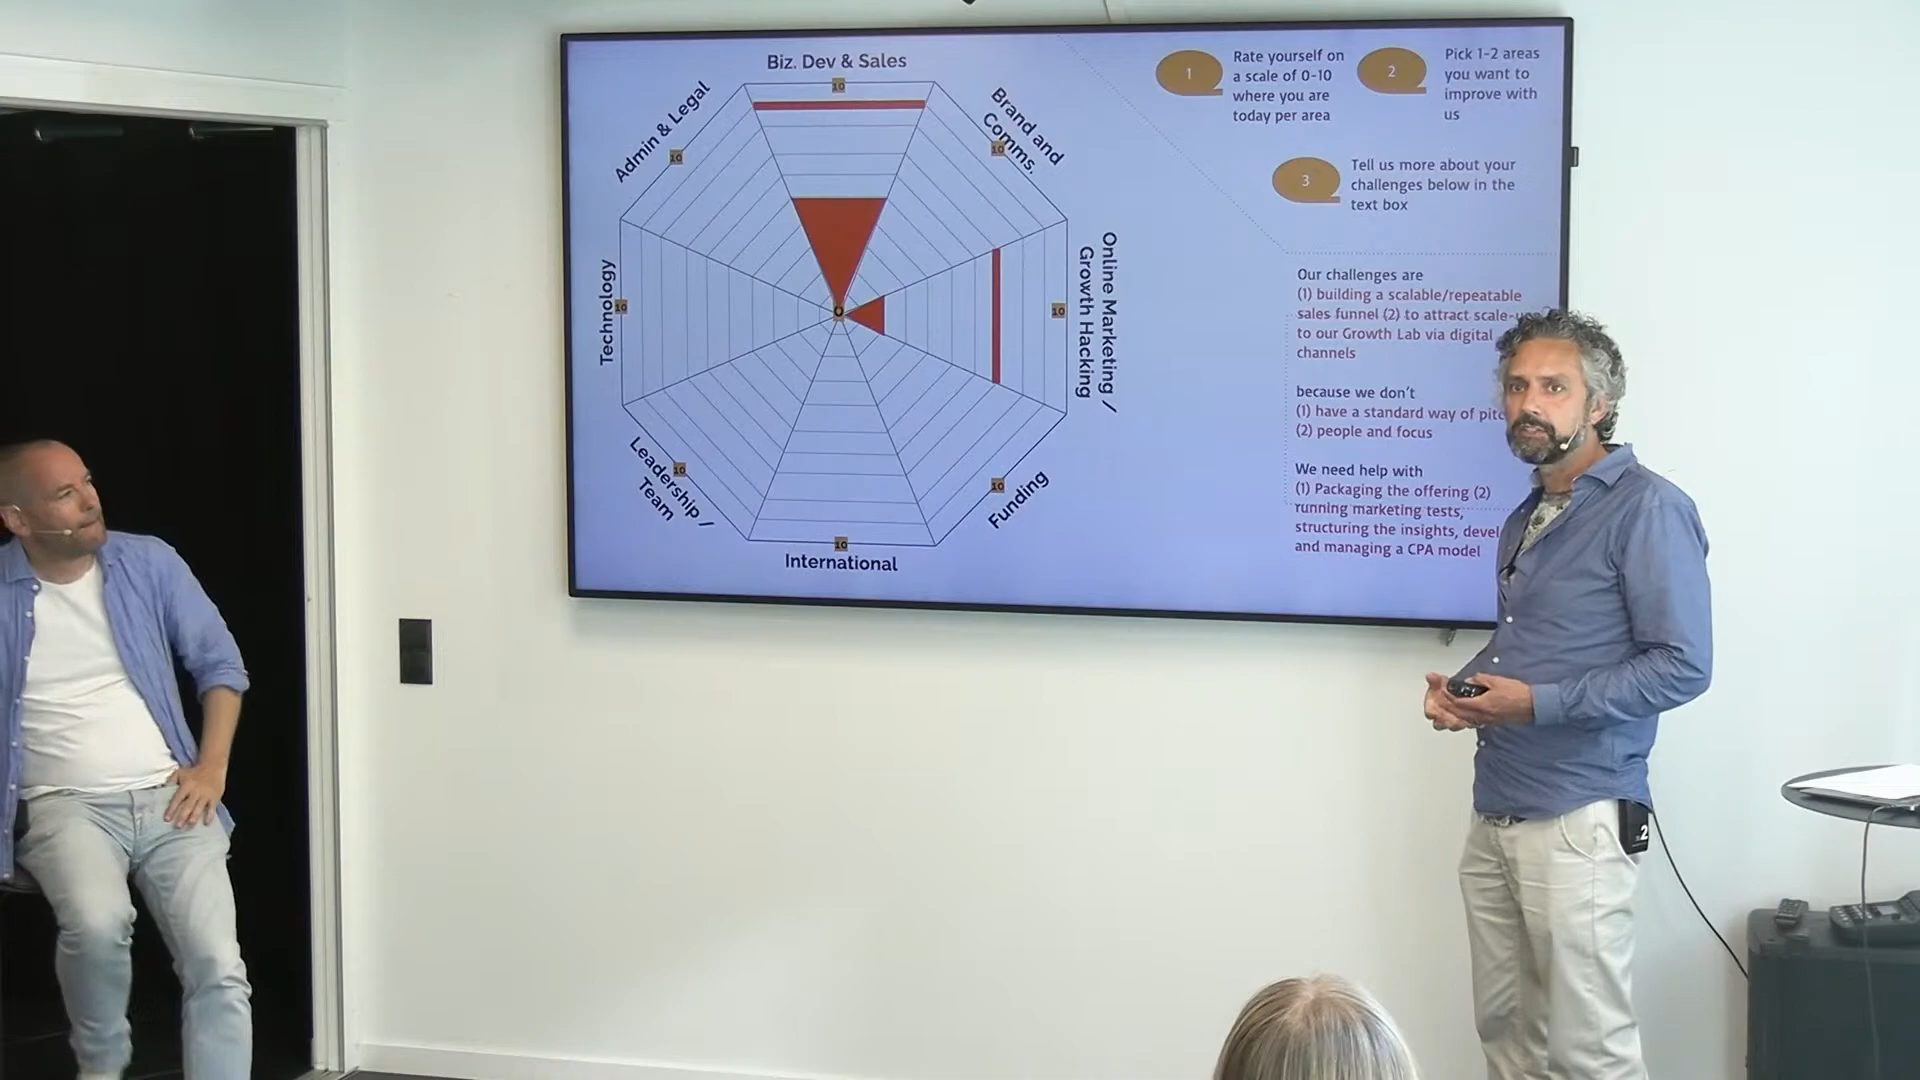 Biz. Dev & Sales
10
Admin & Legal
10
Brand and
Comms.
10
Technology
10
0
10
Online Marketing /
Growth Hacking
Leadership /
Team
10
Funding
10
10
International
1
Rate yourself on
a scale of 0-10
where you are
today per area
2
Pick 1-2 areas
you want to
improve with
us
3
Tell us more about your
challenges below in the
text box
Our challenges are
(1) building a scalable/repeatable
sales funnel (2) to attract
to our Growth Lab via digital
channels
because we don't
(1) have a standard way of
(2) people and focus
We need help with
(1) Packaging the offering (2)
running marketing tests,
structuring the insights,
and managing a CPA model
2